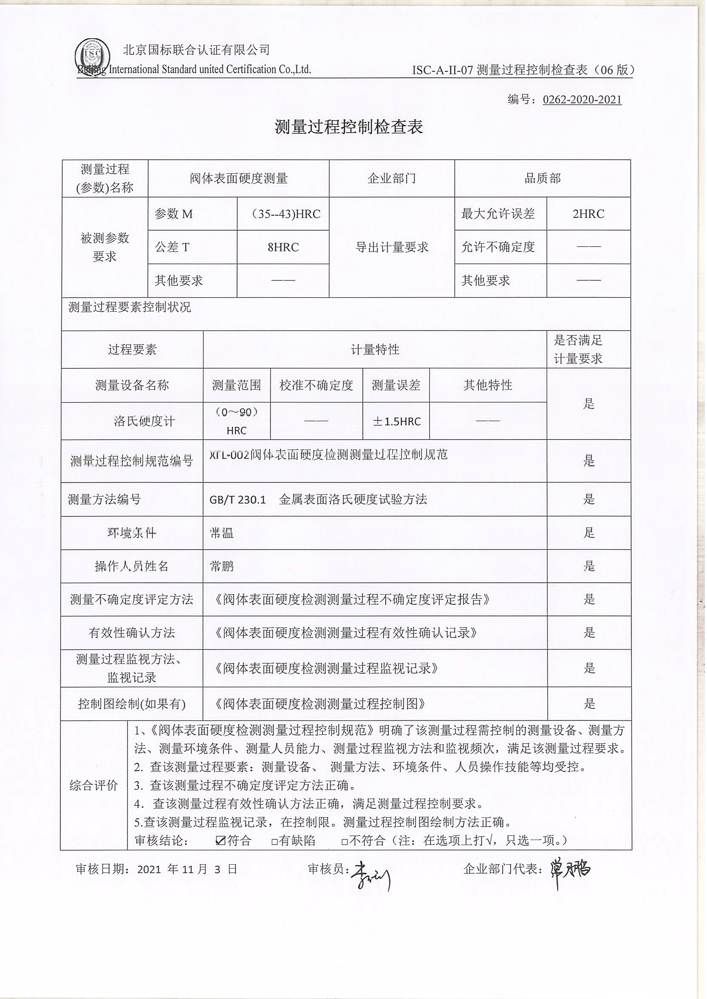 ISC
北京国标联合认证有限公司
Beijing International Standard united Certification Co.,Ltd.
ISC-A-II-07 测量过程控制检查表（06 版）
编号：0262-2020-2021
测量过程控制检查表
测量过程
(参数)名称
阀体表面硬度测量
企业部门
品质部
被测参数
要求
参数 M
（35--43)HRC
导出计量要求
最大允许误差
2HRC
公差 T
8HRC
允许不确定度
——
其他要求
——
其他要求
——
测量过程要素控制状况
过程要素
计量特性
是否满足
计量要求
测量设备名称
测量范围
校准不确定度
测量误差
其他特性
是
洛氏硬度计
（0～90）
HRC
——
±1.5HRC
——
测量过程控制规范编号
XFL-002阀体表面硬度检测测量过程控制规范
是
测量方法编号
GB/T 230.1　金属表面洛氏硬度试验方法
是
环境条件
常温
是
操作人员姓名
常鹏
是
测量不确定度评定方法
《阀体表面硬度检测测量过程不确定度评定报告》
是
有效性确认方法
《阀体表面硬度检测测量过程有效性确认记录》
是
测量过程监视方法、
监视记录
《阀体表面硬度检测测量过程监视记录》
是
控制图绘制(如果有)
《阀体表面硬度检测测量过程控制图》
是
综合评价
1、《阀体表面硬度检测测量过程控制规范》明确了该测量过程需控制的测量设备、测量方
法、测量环境条件、测量人员能力、测量过程监视方法和监视频次，满足该测量过程要求。
2. 查该测量过程要素：测量设备、 测量方法、环境条件、人员操作技能等均受控。
3. 查该测量过程不确定度评定方法正确。
4. 查该测量过程有效性确认方法正确，满足测量过程控制要求。
5.查该测量过程监视记录，在控制限。测量过程控制图绘制方法正确。
审核结论： ☑符合 □有缺陷 □不符合（注：在选项上打√，只选一项。）
审核日期：2021 年 11 月 3 日
审核员：
企业部门代表：常鹏